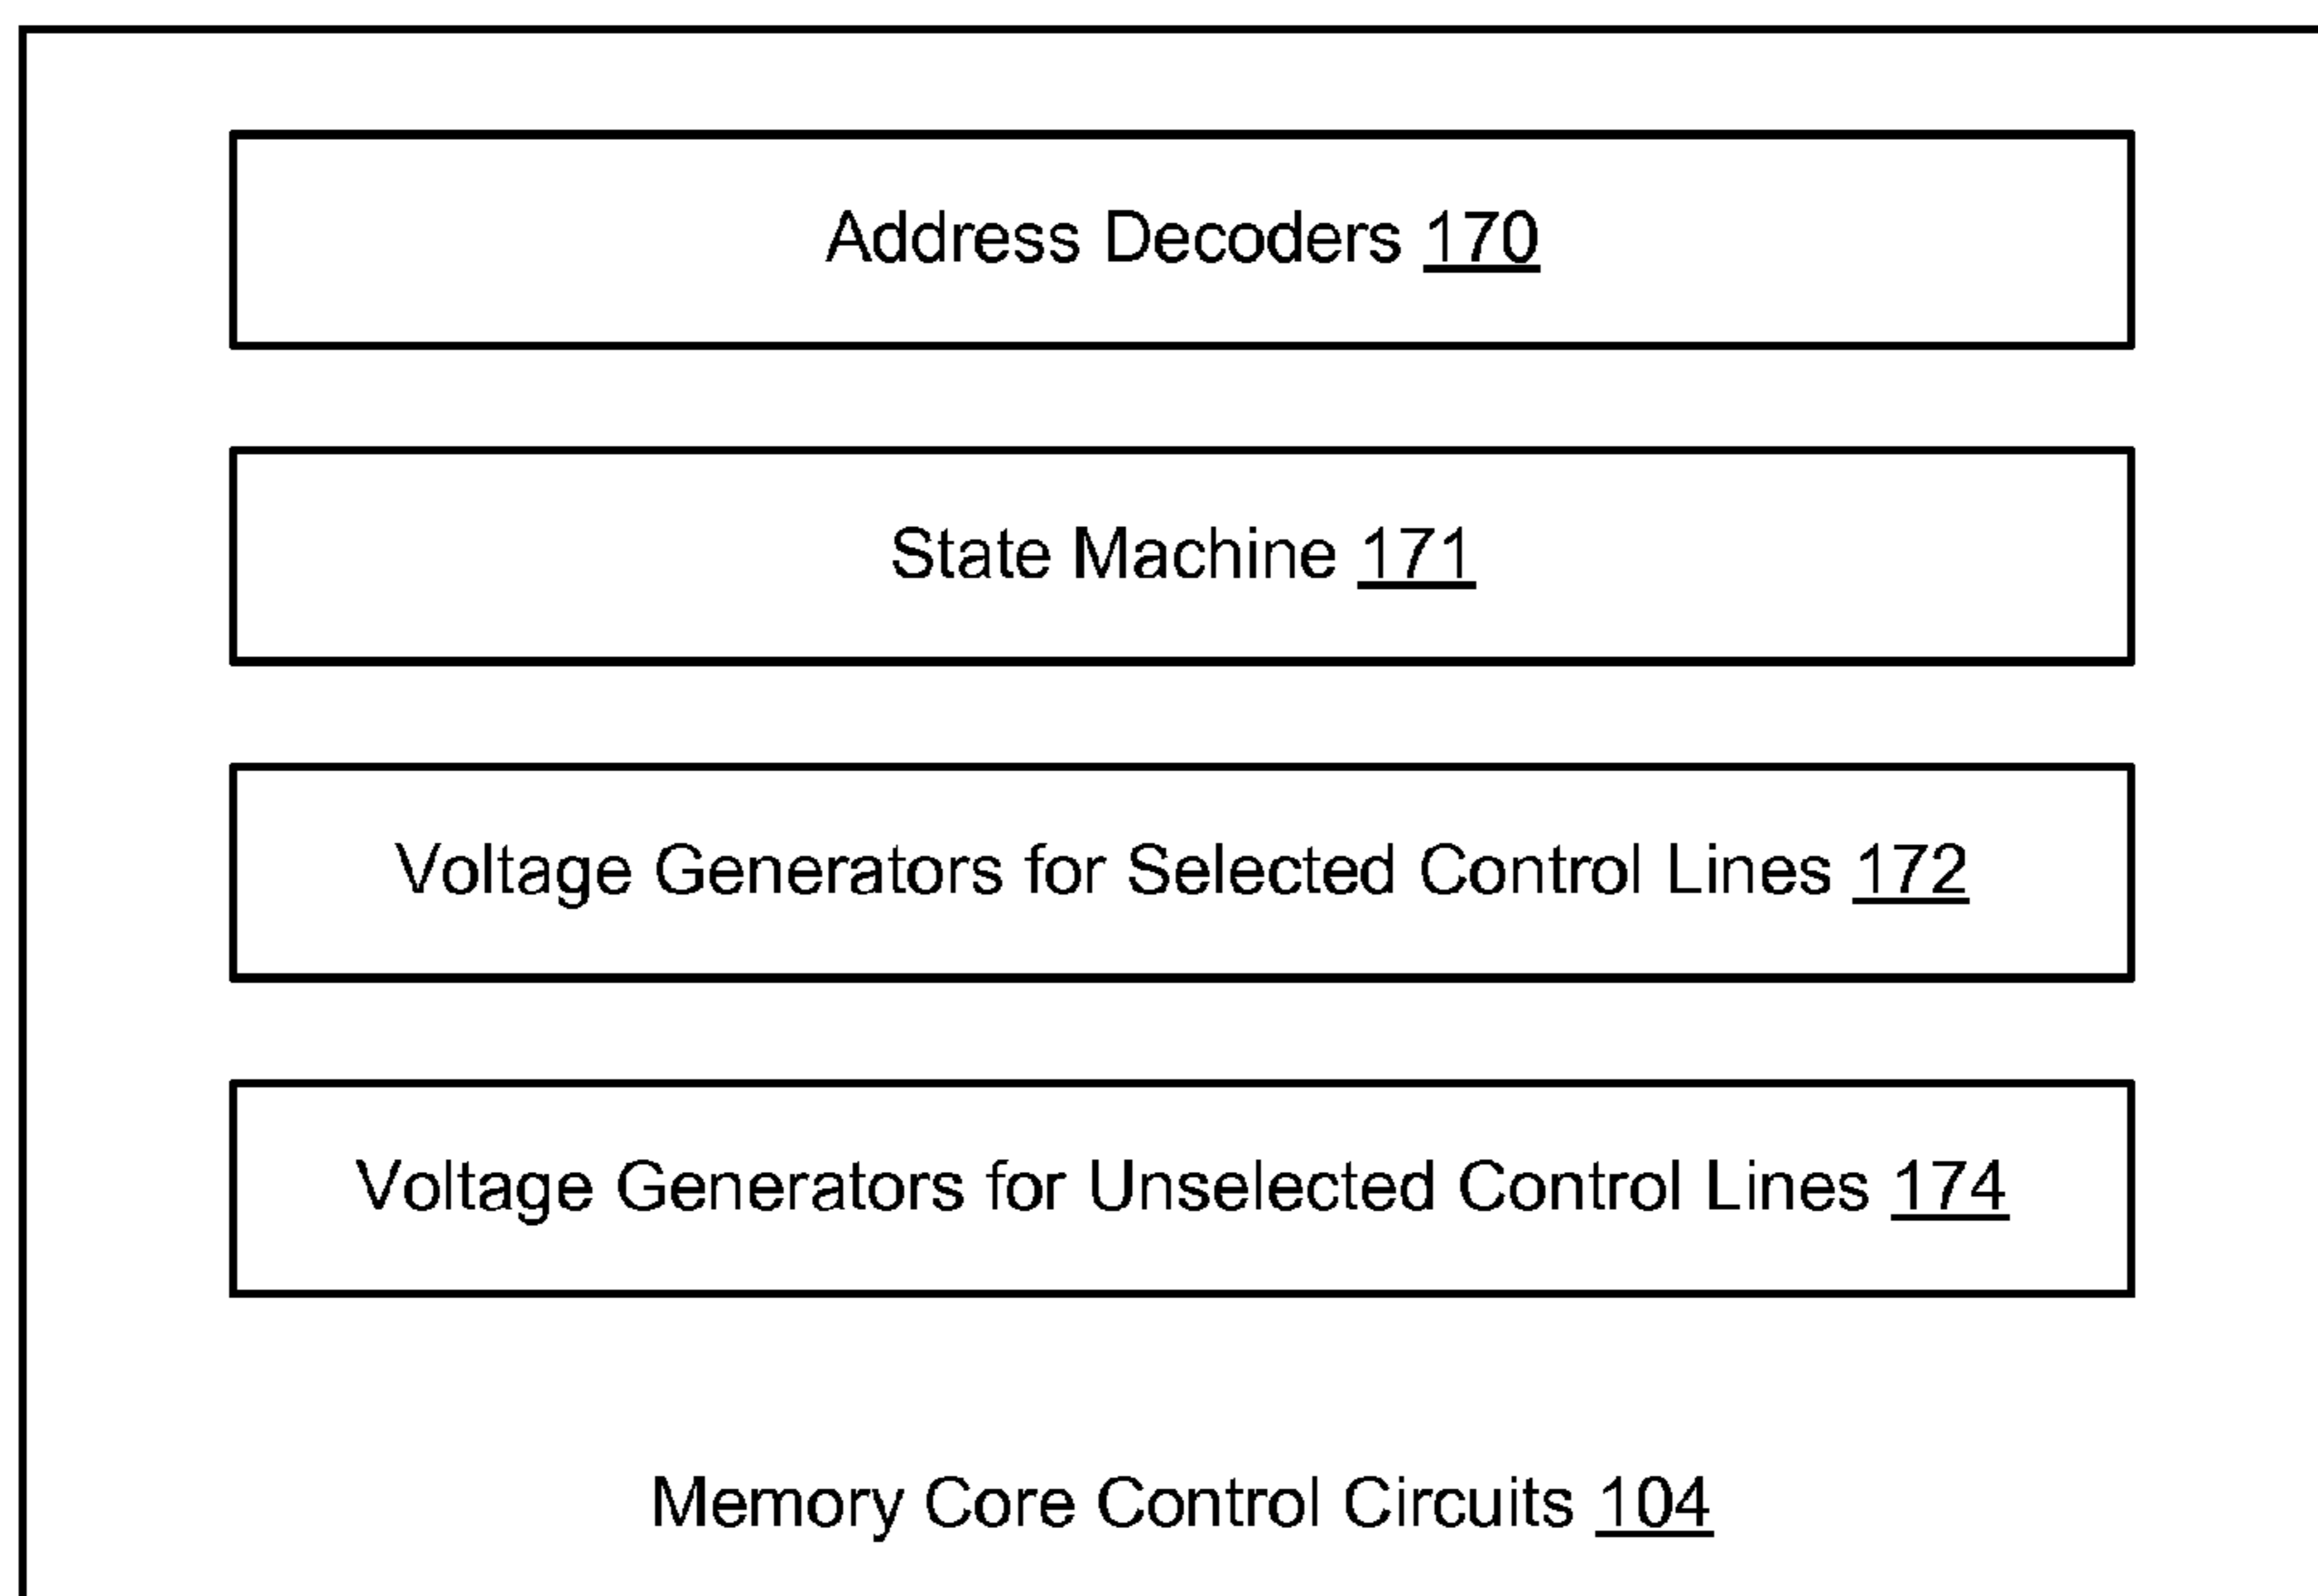 Address Decoders 170
State Machine 171
Voltage Generators for Selected Control Lines 172
Voltage Generators for Unselected Control Lines 174
Memory Core Control Circuits 104